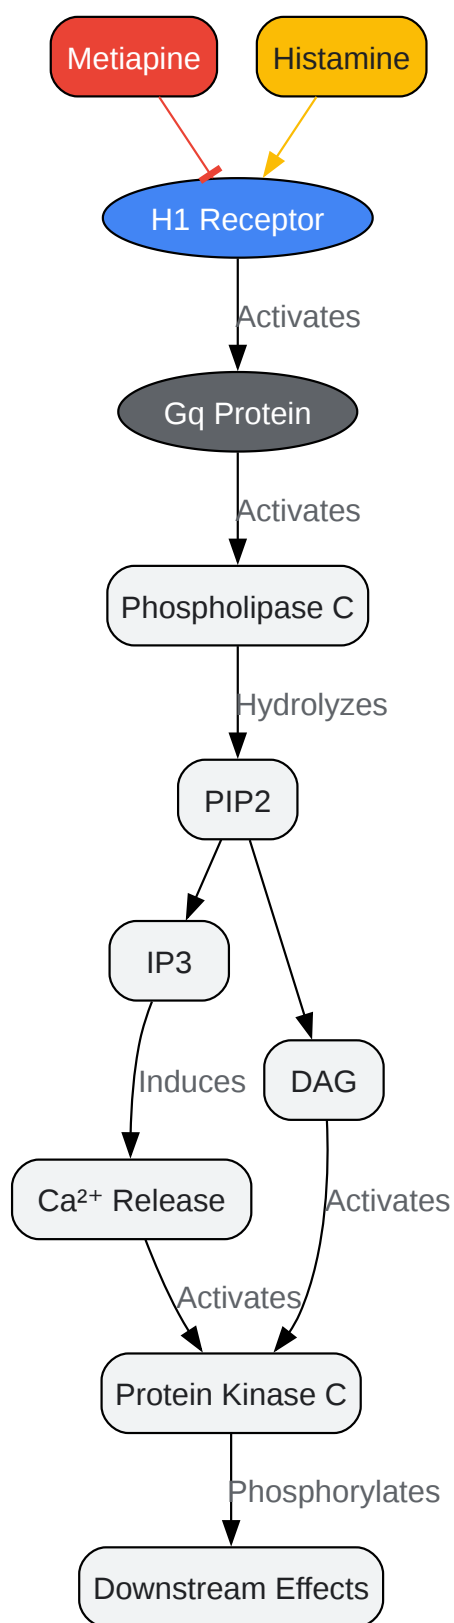 Metiapine
Histamine
H1 Receptor
Activates
Gq Protein
Activates
Phospholipase C
Hydrolyzes
PIP2
IP3
Induces
DAG
Ca²⁺ Release
Activates
Activates
Protein Kinase C
Phosphorylates
Downstream Effects